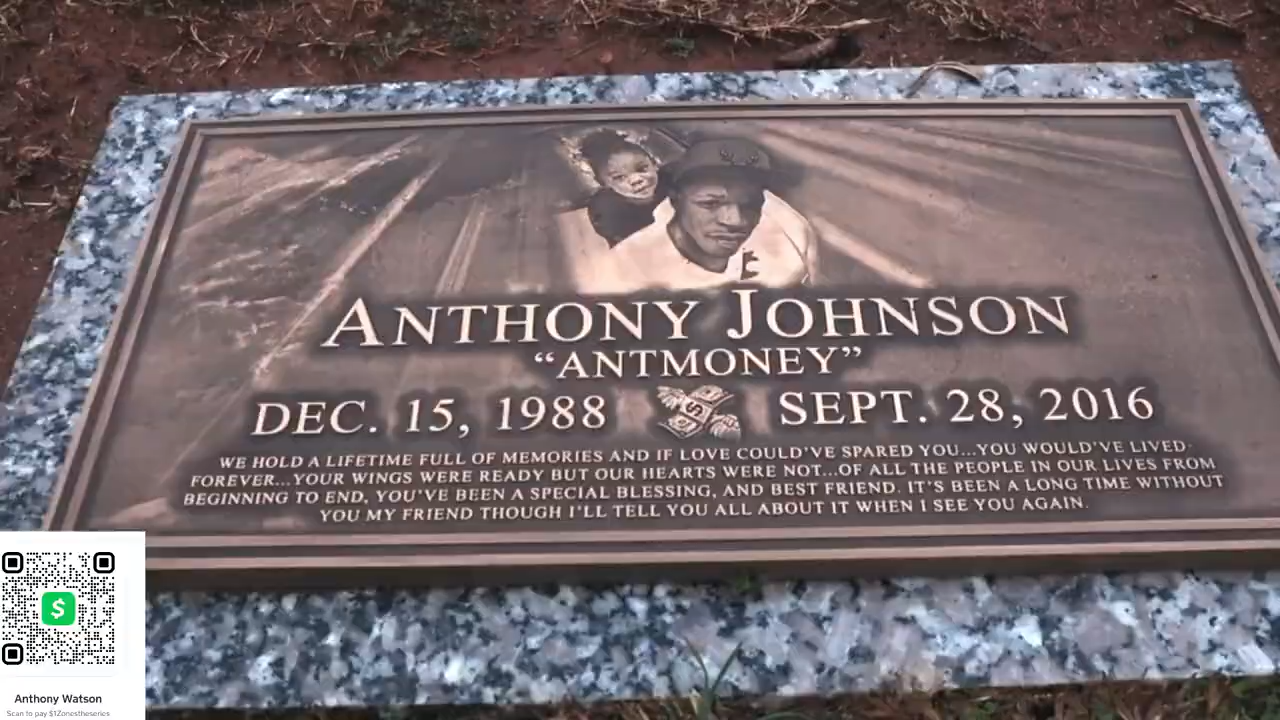 ANTHONY JOHNSON
"ANTMONEY"
DEC. 15, 1988 SEPT. 28, 2016
WE HOLD A LIFETIME FULL OF MEMORIES AND IF LOVE COULD'VE SPARED YOU...YOU WOULD'VE LIVED
FOREVER...YOUR WINGS WERE READY BUT OUR HEARTS WERE NOT...OF ALL THE PEOPLE IN OUR LIVES FROM
BEGINNING TO END, YOU'VE BEEN A SPECIAL BLESSING, AND BEST FRIEND. IT'S BEEN A LONG TIME WITHOUT
YOU MY FRIEND THOUGH I'LL TELL YOU ALL ABOUT IT WHEN I SEE YOU AGAIN.
$
Anthony Watson
Scan to pay $1Zonestheseries